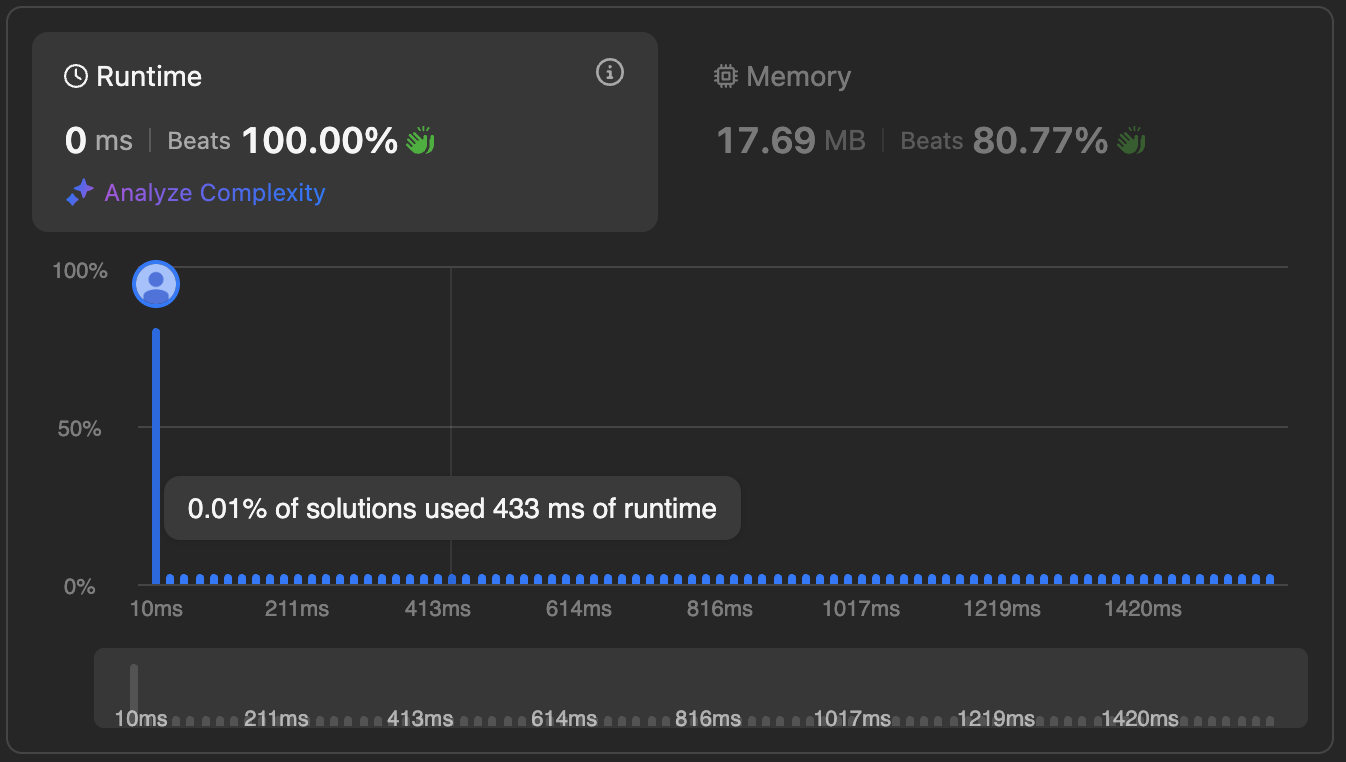 Runtime
0 ms | Beats 100.00%
Analyze Complexity
Memory
17.69 MB | Beats 80.77%
100%
50%
0.01% of solutions used 433 ms of runtime
0%
10ms 211ms 413ms 614ms 816ms 1017ms 1219ms 1420ms
10ms 211ms 413ms 614ms 816ms 1017ms 1219ms 1420ms